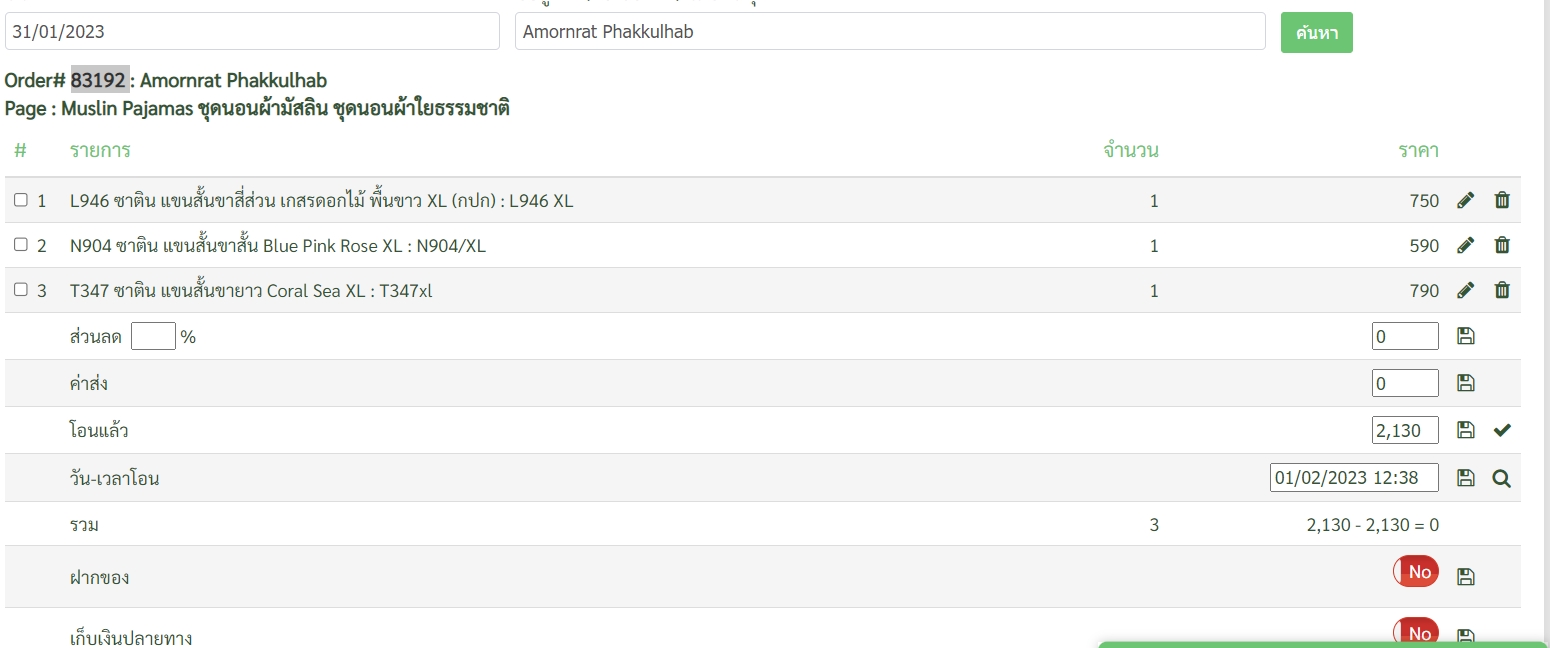 31/01/2023 Amornrat Phakkulhab ค้นหา
Order# 83192 : Amornrat Phakkulhab
Page : Muslin Pajamas ชุดนอนผ้ามัสลิน ชุดนอนผ้าใยธรรมชาติ
# รายการ จำนวน ราคา
1 L946 ซาติน แขนสั้นขาสี่ส่วน เกสรดอกไม้ พื้นขาว XL (กปก) : L946 XL 1 750
2 N904 ซาติน แขนสั้นขาสั้น Blue Pink Rose XL : N904/XL 1 590
3 T347 ซาติน แขนสั้นขายาว Coral Sea XL : T347xl 1 790
ส่วนลด % 0
ค่าส่ง 0
โอนแล้ว 2,130
วัน-เวลาโอน 01/02/2023 12:38
รวม 3 2,130 - 2,130 = 0
ฝากของ No
เก็บเงินปลายทาง No